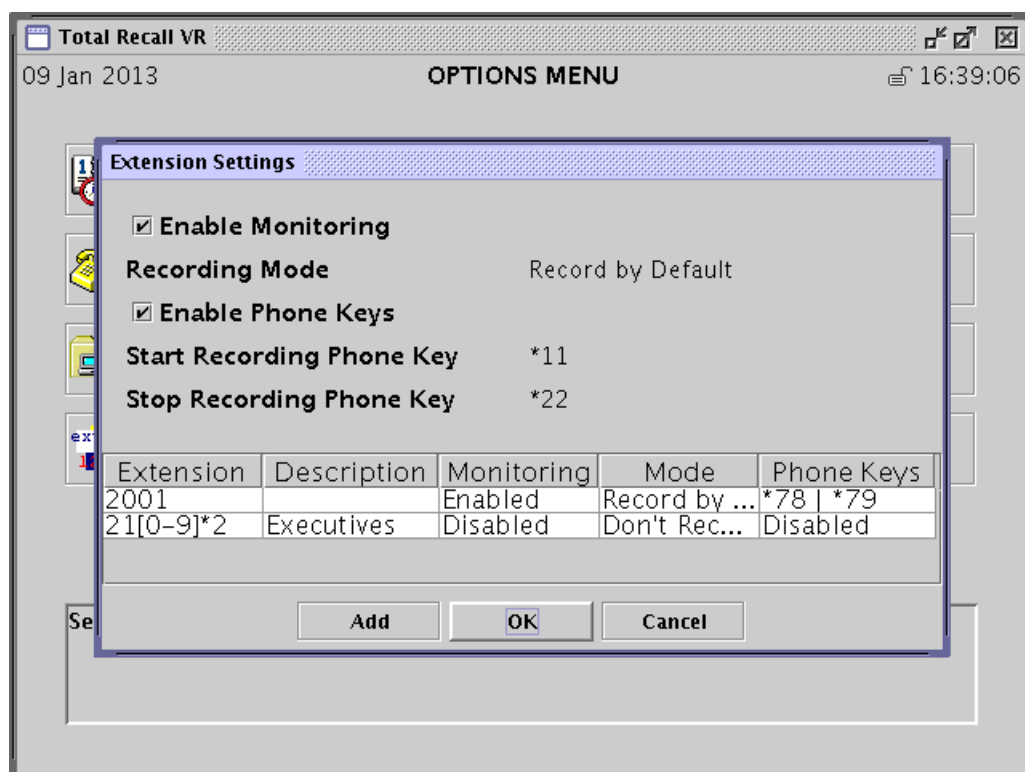 Total Recall VR
09 Jan 2013 OPTIONS MENU 16:39:06
Extension Settings
Enable Monitoring
Recording Mode Record by Default
Enable Phone Keys
Start Recording Phone Key *11
Stop Recording Phone Key *22
Extension Description Monitoring Mode Phone Keys
2001 Enabled Record by ... *78 | *79
21[0-9]*2 Executives Disabled Don't Rec... Disabled
Add OK Cancel
Se